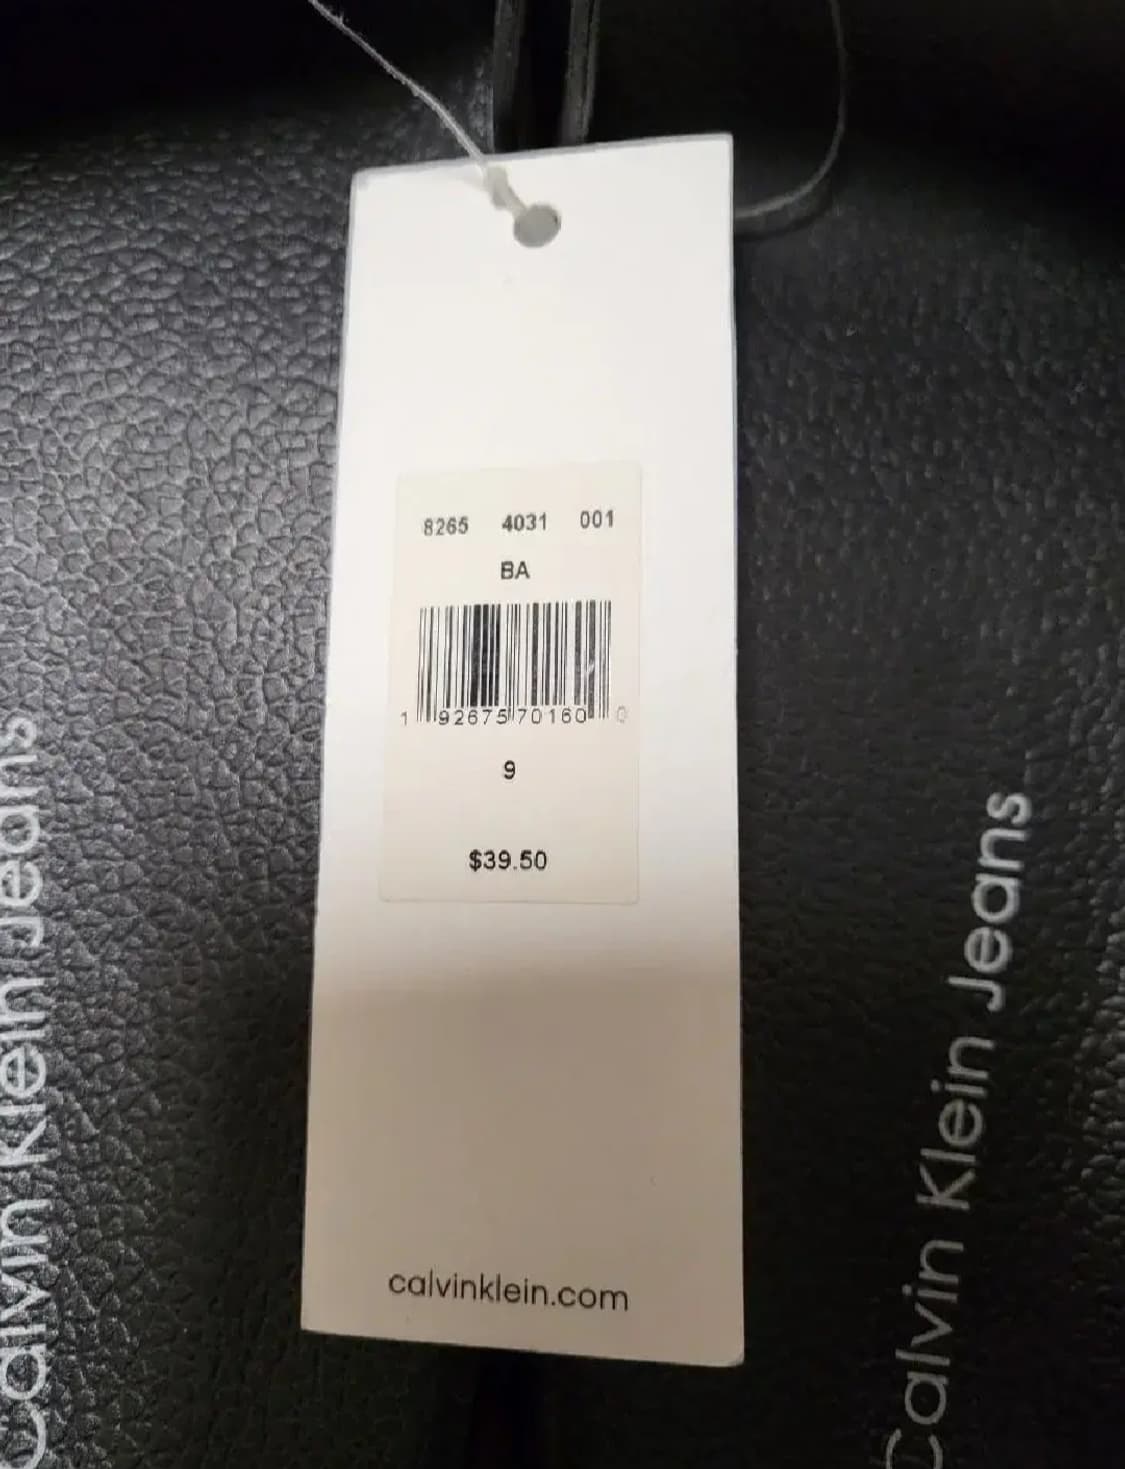 8265 4031 001
BA
1 92675 70160
9
$39.50
calvinklein.com
Calvin Klein Jeans
Calvin Klein Jeans